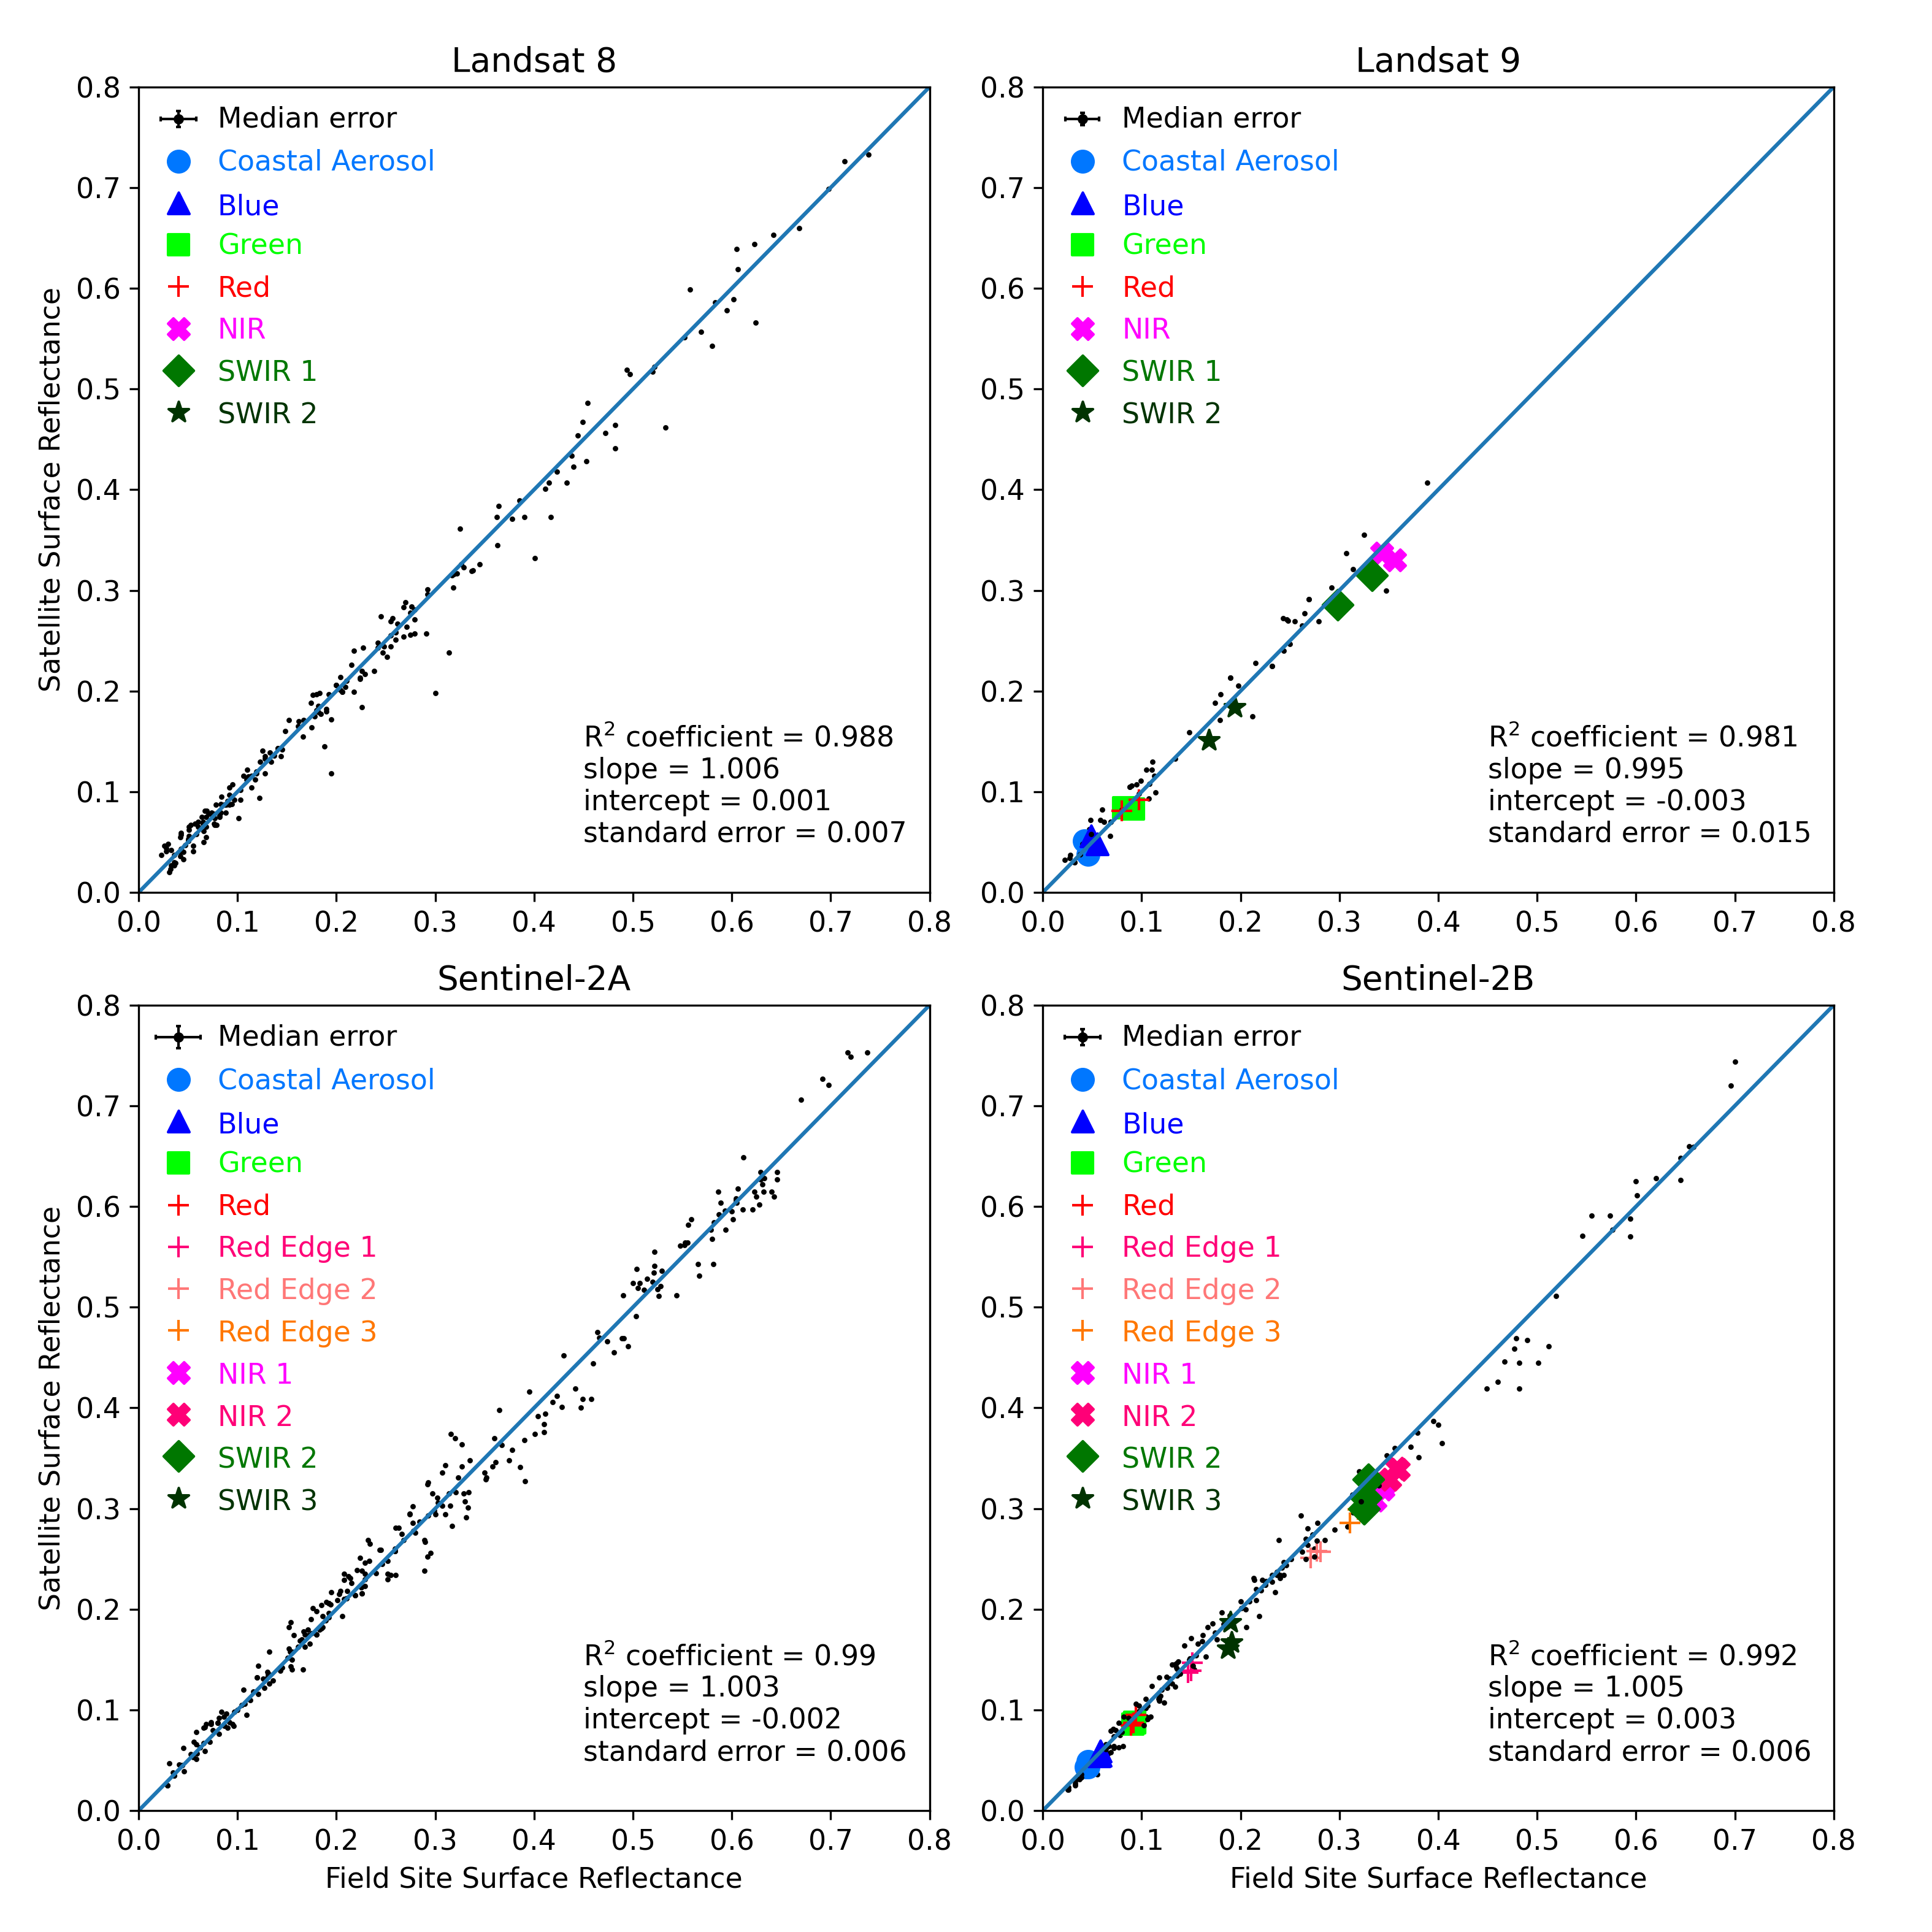 Landsat 8
0.8
0.7
0.6
0.5
0.4
0.3
0.2
0.1
0.0
Satellite Surface Reflectance
Median error
Coastal Aerosol
Blue
Green
Red
NIR
SWIR 1
SWIR 2
R² coefficient = 0.988
slope = 1.006
intercept = 0.001
standard error = 0.007
0.0 0.1 0.2 0.3 0.4 0.5 0.6 0.7 0.8
Landsat 9
0.8
0.7
0.6
0.5
0.4
0.3
0.2
0.1
0.0
Median error
Coastal Aerosol
Blue
Green
Red
NIR
SWIR 1
SWIR 2
R² coefficient = 0.981
slope = 0.995
intercept = -0.003
standard error = 0.015
0.0 0.1 0.2 0.3 0.4 0.5 0.6 0.7 0.8
Sentinel-2A
0.8
0.7
0.6
0.5
0.4
0.3
0.2
0.1
0.0
Satellite Surface Reflectance
Median error
Coastal Aerosol
Blue
Green
Red
Red Edge 1
Red Edge 2
Red Edge 3
NIR 1
NIR 2
SWIR 2
SWIR 3
R² coefficient = 0.99
slope = 1.003
intercept = -0.002
standard error = 0.006
0.0 0.1 0.2 0.3 0.4 0.5 0.6 0.7 0.8
Field Site Surface Reflectance
Sentinel-2B
0.8
0.7
0.6
0.5
0.4
0.3
0.2
0.1
0.0
Median error
Coastal Aerosol
Blue
Green
Red
Red Edge 1
Red Edge 2
Red Edge 3
NIR 1
NIR 2
SWIR 2
SWIR 3
R² coefficient = 0.992
slope = 1.005
intercept = 0.003
standard error = 0.006
0.0 0.1 0.2 0.3 0.4 0.5 0.6 0.7 0.8
Field Site Surface Reflectance